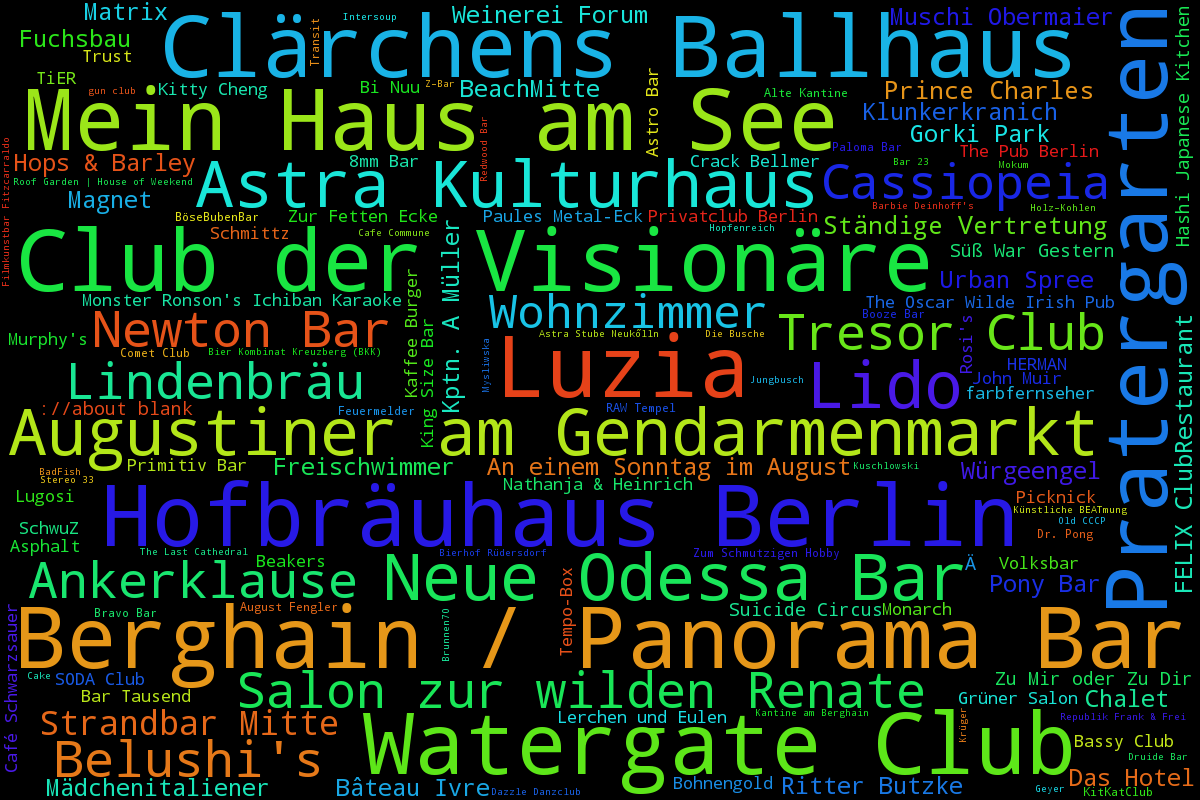 Matrix
Intersoup
Weinerei Forum
Muschi Obermaier
Clärchens Ballhaus
Transit
Fuchsbau
Trust
TiER
gun club
Kitty Cheng
Bi Nuu
Z-Bar
BeachMitte
Astro Bar
Alte Kantine
Prince Charles
Mein Haus am See
Klunkerkranich
Gorki Park
Pratergarten
Hashi Japanese Kitchen
Redwood Bar
Paloma Bar
The Pub Berlin
Filmkunstbar Fitzcarraldo
Hops & Barley
8mm Bar
Crack Bellmer
Bar 23
Mokum
Roof Garden | House of Weekend
Astra Kulturhaus
Cassiopeia
Magnet
BöseBubenBar
Zur Fetten Ecke
Paules Metal-Eck
Privatclub Berlin
Barbie Deinhoff's
Holz-Kohlen
Schmittz
Cafe Commune
Kptn. A Müller
Hopfenreich
Ständige Vertretung
Club der Visionäre
Süß War Gestern
Urban Spree
Kaffee Burger
Monster Ronson's Ichiban Karaoke
Wohnzimmer
The Oscar Wilde Irish Pub
Booze Bar
Newton Bar
King Size Bar
Murphy's
Astra Stube Neukölln
Die Busche
Tresor Club
Rosi's
Comet Club
Bier Kombinat Kreuzberg (BKK)
Mysliwska
Luzia
HERMAN
Lindenbräu
Jungbusch
Lido
John Muir
farbfernseher
FELIX ClubRestaurant
://about blank
Feuermelder
RAW Tempel
Augustiner am Gendarmenmarkt
BadFish
Stereo 33
Primitiv Bar
Freischwimmer
An einem Sonntag im August
Kuschlowski
Würgeengel
Nathanja & Heinrich
Lugosi
Hofbräuhaus Berlin
Picknick
Künstliche BEATmung
Old CCCP
SchwuZ
Dr. Pong
Asphalt
The Last Cathedral
Beakers
Bierhof Rüdersdorf
Zum Schmutzigen Hobby
Ä
Volksbar
Ankerklause
Neue Odessa Bar
Pony Bar
Café Schwarzsauer
Bravo Bar
August Fengler
Brunnen70
Tempo-Box
Suicide Circus
Monarch
Berghain / Panorama Bar
Cake
SODA Club
Salon zur wilden Renate
Zu Mir oder Zu Dir
Bar Tausend
Grüner Salon
Chalet
Strandbar Mitte
Lerchen und Eulen
Kantine am Berghain
Krüger
Republik Frank & Frei
Watergate Club
Bassy Club
Belushi's
Druide Bar
Das Hotel
Mädchenitaliener
Bâteau Ivre
Dazzle Danzclub
Bohnengold
Ritter Butzke
Geyer
KitKatClub